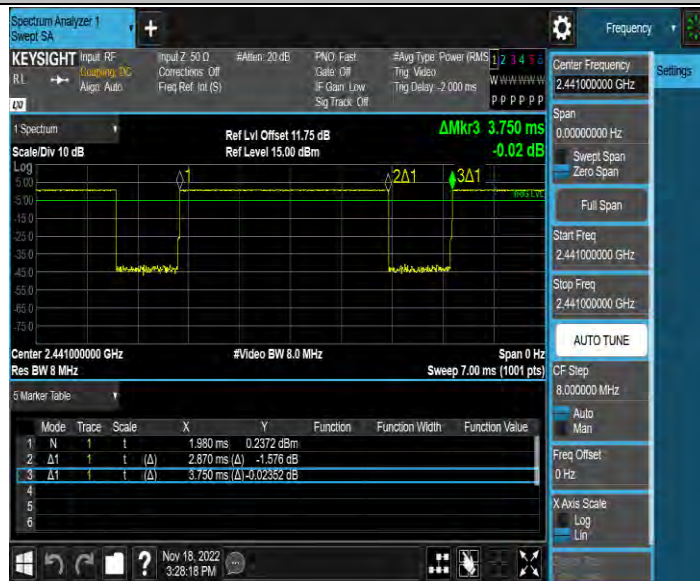 Spectrum Analyzer 1
Swept SA
+
Frequency
KEYSIGHT
RL
Input: RF
Coupling: DC
Align: Auto
Input Z: 50 Ω
Corrections: Off
Freq Ref: Int (S)
#Atten: 20 dB
PNO: Fast
Gate: Off
IF Gain: Low
Sig Track: Off
#Avg Type: Power (RMS
Trig: Video
Trig Delay: -2.000 ms
1 2 3 4 5 6
W W W W W W
P P P P P P
1 Spectrum
Scale/Div 10 dB
Ref Lvl Offset 11.75 dB
Ref Level 15.00 dBm
ΔMkr3 3.750 ms
-0.02 dB
Log
5.00
-5.00
-15.0
-25.0
-35.0
-45.0
-55.0
-65.0
-75.0
1
2Δ1
3Δ1
TRIG LVL
Center 2.441000000 GHz
Res BW 8 MHz
#Video BW 8.0 MHz
Span 0 Hz
Sweep 7.00 ms (1001 pts)
5 Marker Table
Mode Trace Scale X Y Function Function Width Function Value
1 N 1 t 1.980 ms 0.2372 dBm
2 Δ1 1 t (Δ) 2.870 ms (Δ) -1.576 dB
3 Δ1 1 t (Δ) 3.750 ms (Δ) -0.02352 dB
4
5
6
Nov 18, 2022
3:28:18 PM
Center Frequency
2.441000000 GHz
Settings
Span
0.00000000 Hz
Swept Span
Zero Span
Full Span
Start Freq
2.441000000 GHz
Stop Freq
2.441000000 GHz
AUTO TUNE
CF Step
8.000000 MHz
Auto
Man
Freq Offset
0 Hz
X Axis Scale
Log
Lin